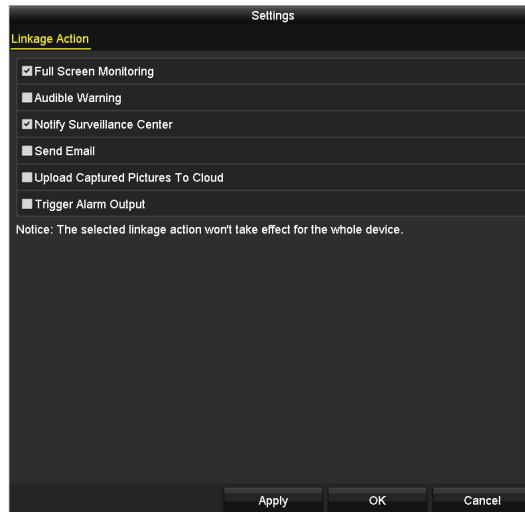 Settings
Linkage Action
Full Screen Monitoring
Audible Warning
Notify Surveillance Center
Send Email
Upload Captured Pictures To Cloud
Trigger Alarm Output
Notice: The selected linkage action won't take effect for the whole device.
Apply OK Cancel